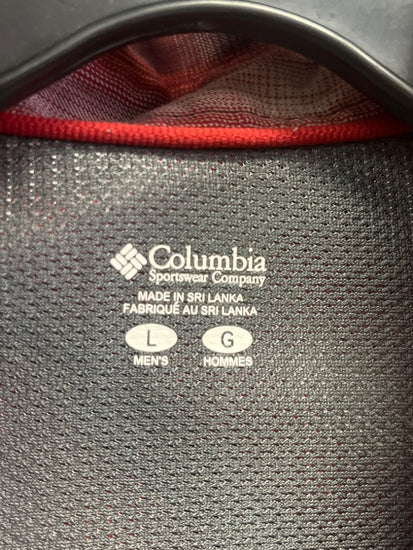 Columbia
Sportswear Company
MADE IN SRI LANKA
FABRIQUÉ AU SRI LANKA
L G
MEN'S HOMMES